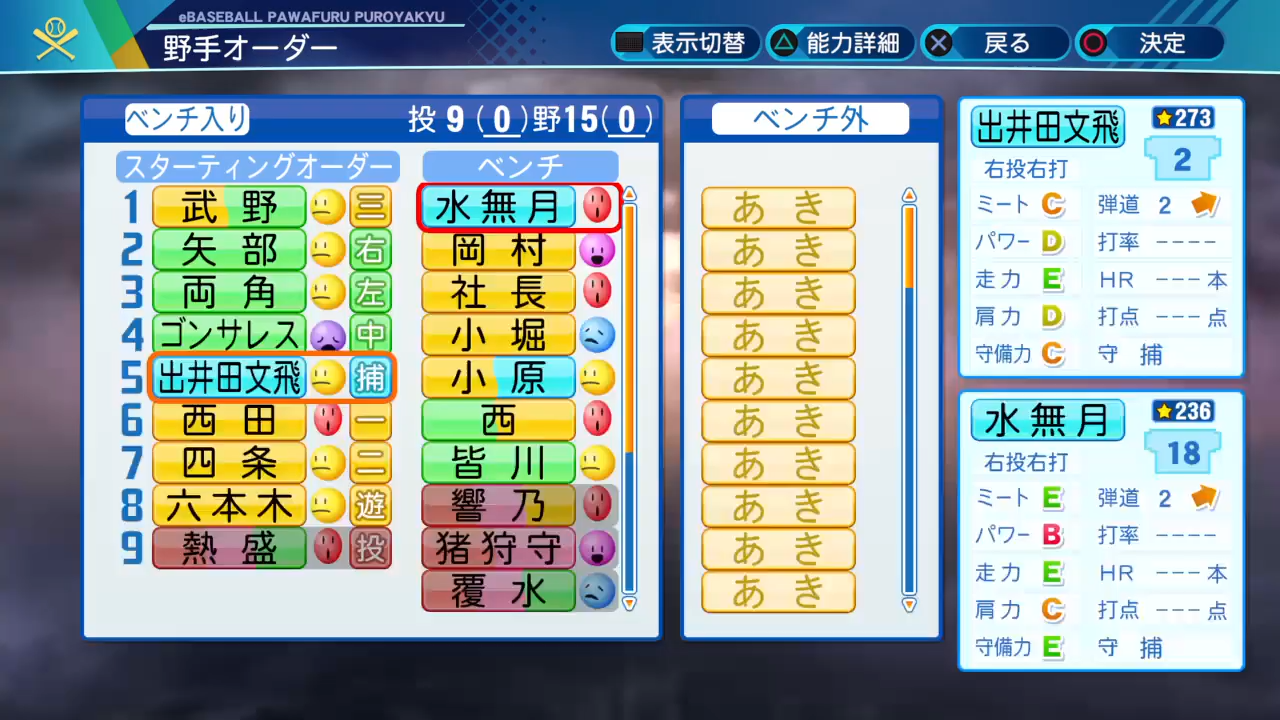 eBASEBALL PAWAFURU PUROYAKYU
野手オーダー
表示切替 能力詳細 戻る 決定
ベンチ入り 投 9 (0) 野15(0)
スターティングオーダー ベンチ
1 武野 三
2 矢部 右
3 両角 左
4 ゴンサレス 中
5 出井田文飛 捕
6 西田 一
7 四条 二
8 六本木 遊
9 熱盛 投
水無月
岡村
社長
小堀
小原
西
皆川
響乃
猪狩守
覆水
ベンチ外
あき
あき
あき
あき
あき
あき
あき
あき
あき
あき
出井田文飛 ★273
右投右打 2
ミート C 弾道 2
パワー D 打率 ----
走力 E HR ---本
肩力 D 打点 ---点
守備力 C 守 捕
水無月 ★236
右投右打 18
ミート E 弾道 2
パワー B 打率 ----
走力 E HR ---本
肩力 C 打点 ---点
守備力 E 守 捕